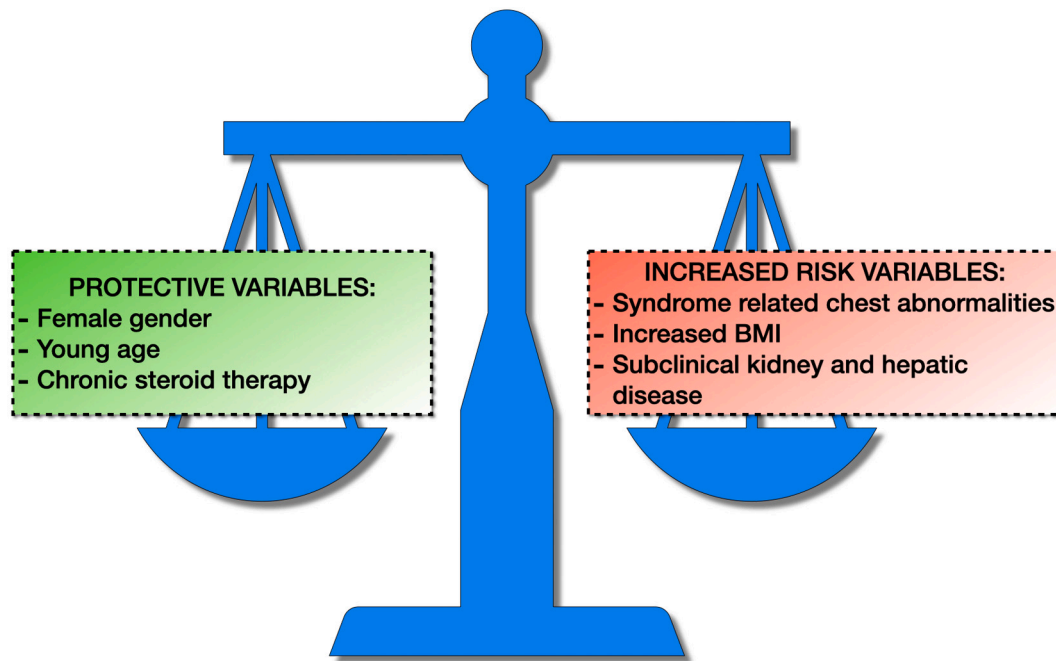 PROTECTIVE VARIABLES:
- Female gender
- Young age
- Chronic steroid therapy
INCREASED RISK VARIABLES:
- Syndrome related chest abnormalities
- Increased BMI
- Subclinical kidney and hepatic
disease